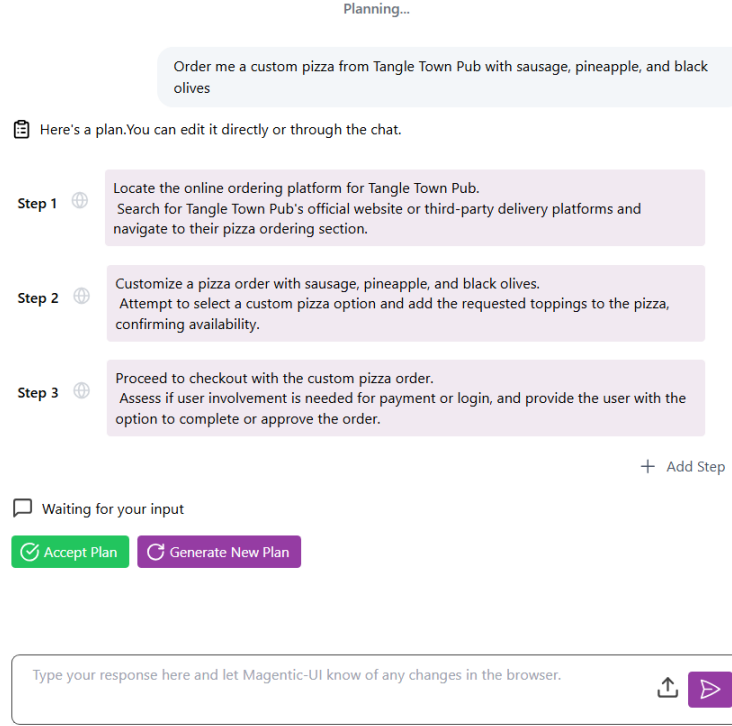 Planning...
Order me a custom pizza from Tangle Town Pub with sausage, pineapple, and black
olives
Here's a plan.You can edit it directly or through the chat.
Step 1
Locate the online ordering platform for Tangle Town Pub.
Search for Tangle Town Pub's official website or third-party delivery platforms and
navigate to their pizza ordering section.
Step 2
Customize a pizza order with sausage, pineapple, and black olives.
Attempt to select a custom pizza option and add the requested toppings to the pizza,
confirming availability.
Step 3
Proceed to checkout with the custom pizza order.
Assess if user involvement is needed for payment or login, and provide the user with the
option to complete or approve the order.
Add Step
Waiting for your input
Accept Plan
Generate New Plan
Type your response here and let Magentic-UI know of any changes in the browser.